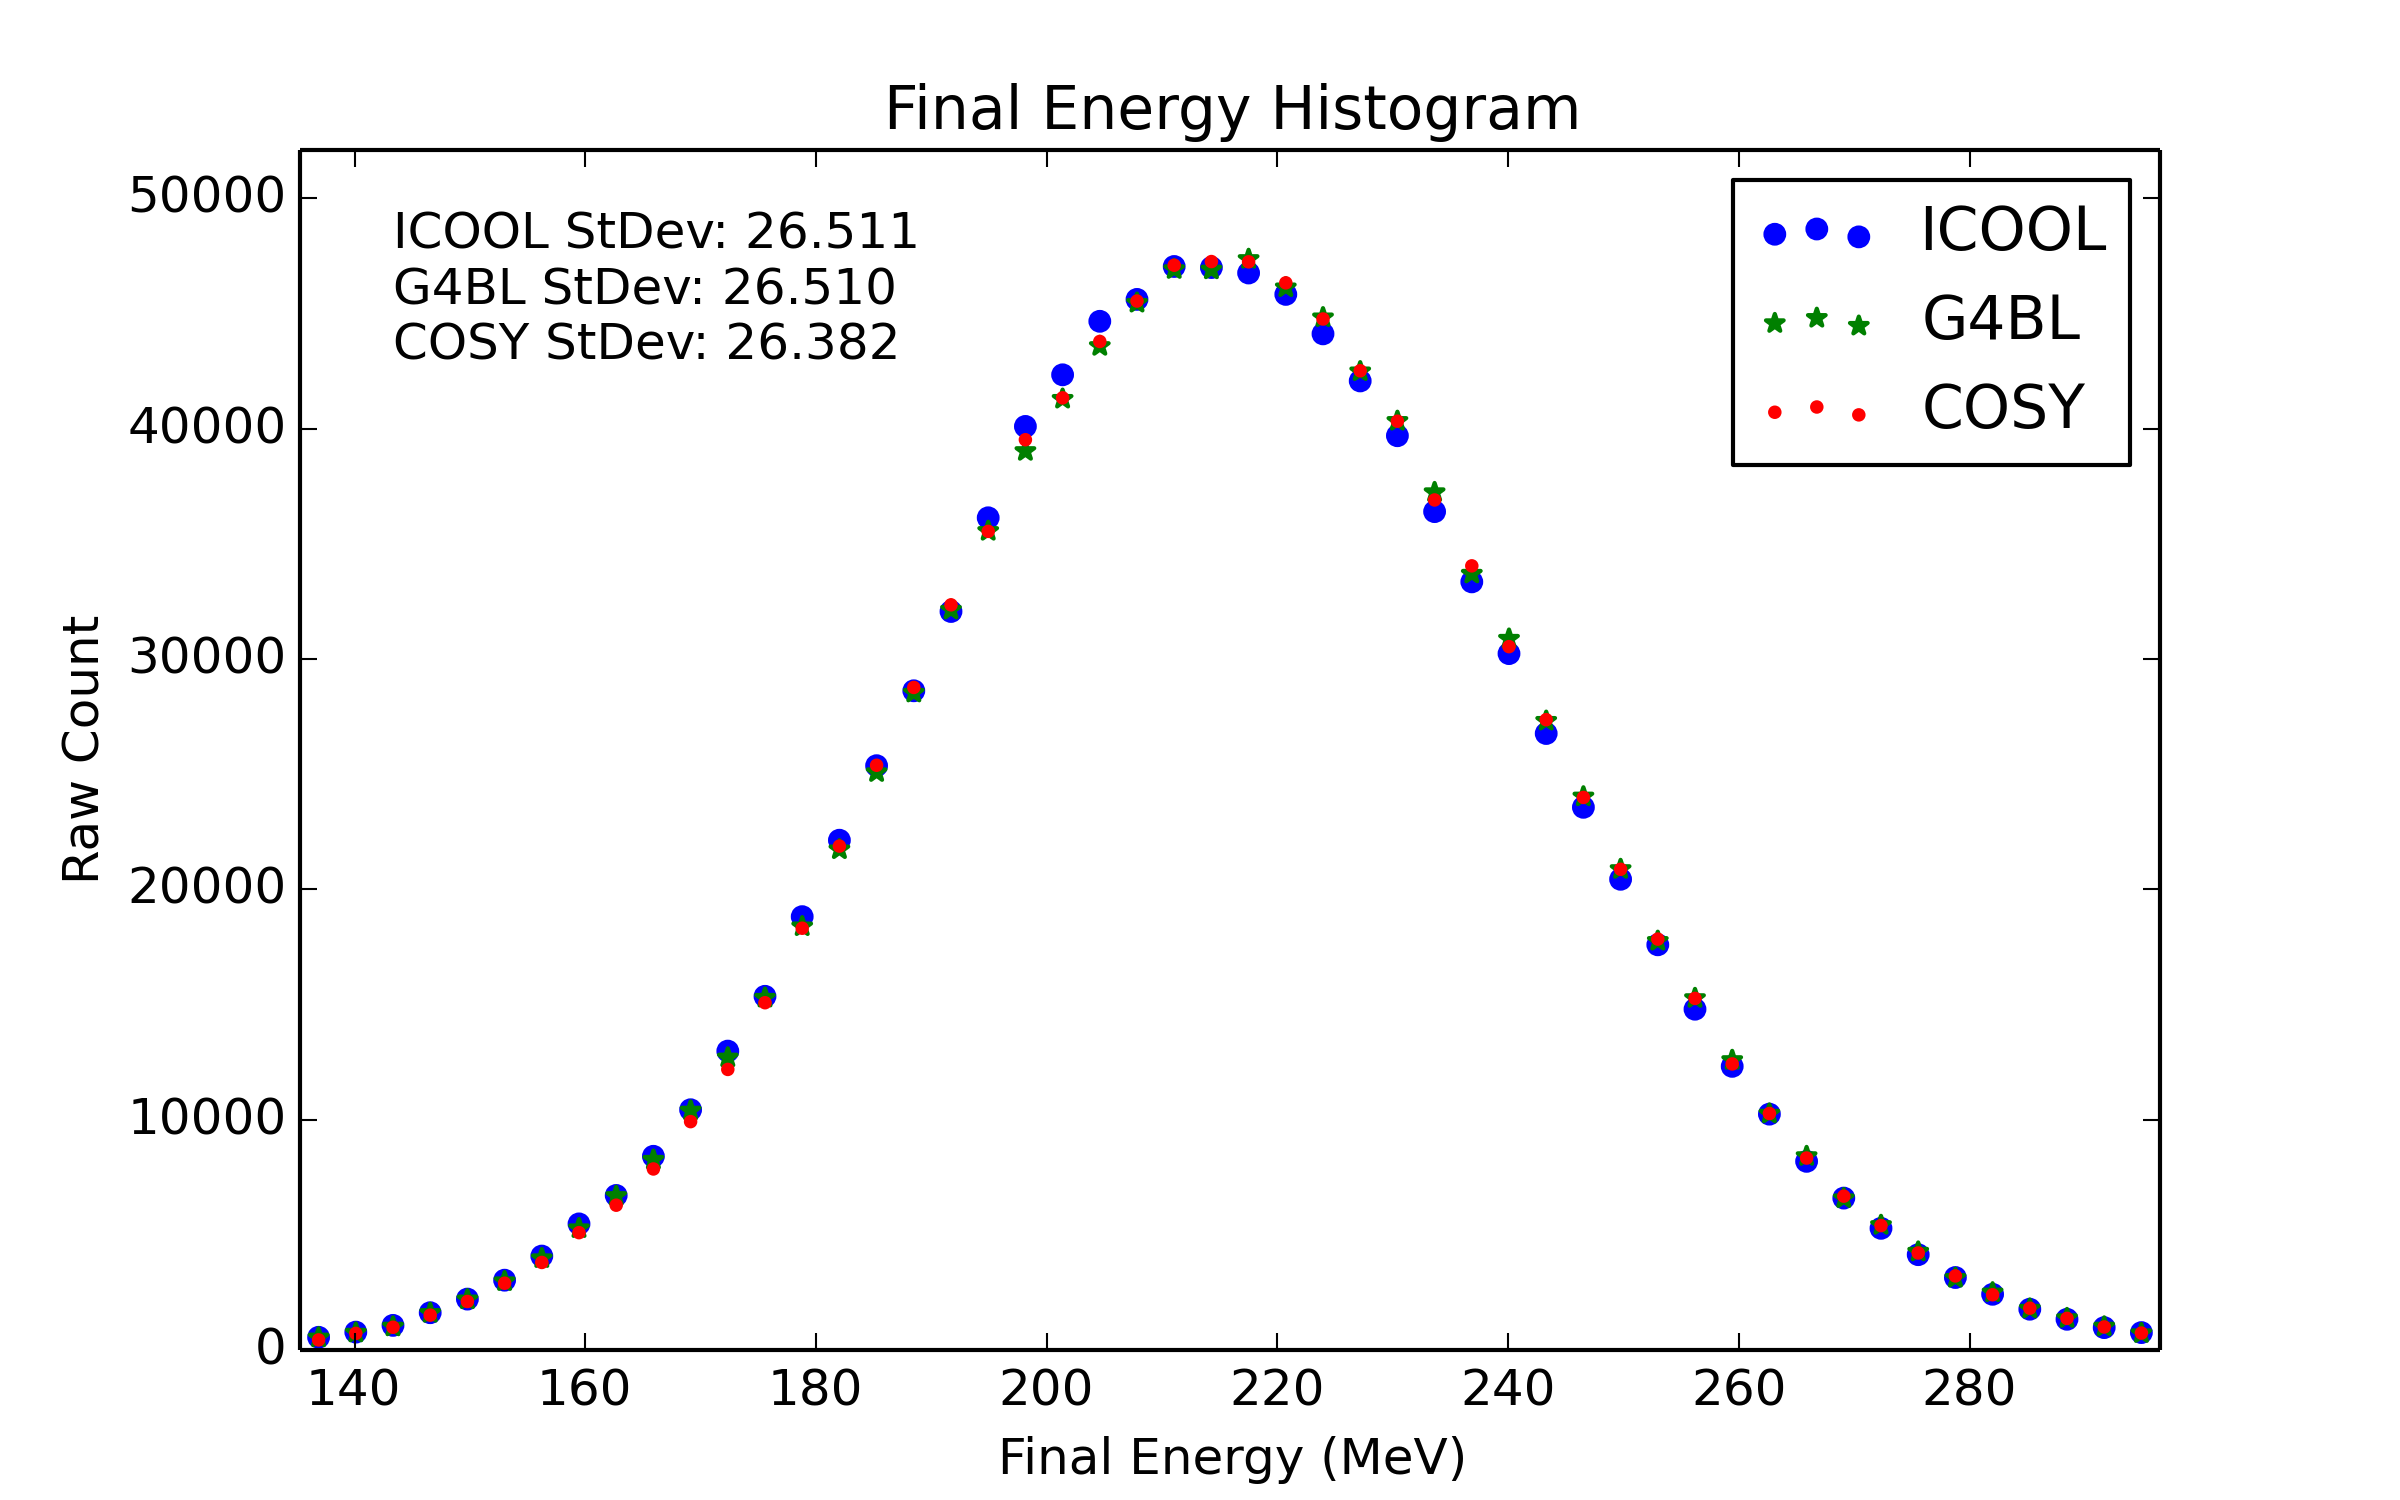 Final Energy Histogram
50000
40000
30000
20000
10000
0
Raw Count
ICOOL StDev: 26.511
G4BL StDev: 26.510
COSY StDev: 26.382
ICOOL
G4BL
COSY
140 160 180 200 220 240 260 280
Final Energy (MeV)